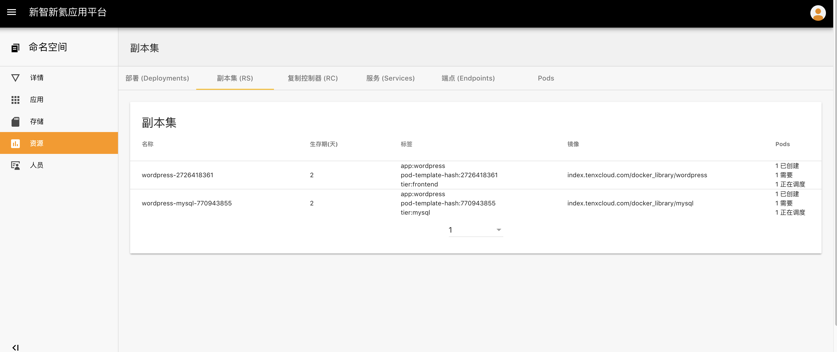 新智新氦应用平台
命名空间
副本集
详情
应用
存储
资源
人员
部署 (Deployments) 副本集 (RS) 复制控制器 (RC) 服务 (Services) 端点 (Endpoints) Pods
副本集
名称 生存期(天) 标签 镜像 Pods
app:wordpress 1 已创建
wordpress-2726418361 2 pod-template-hash:2726418361 index.tenxcloud.com/docker_library/wordpress 1 需要
tier:frontend 1 正在调度
app:wordpress 1 已创建
wordpress-mysql-770943855 2 pod-template-hash:770943855 index.tenxcloud.com/docker_library/mysql 1 需要
tier:mysql 1 正在调度
1